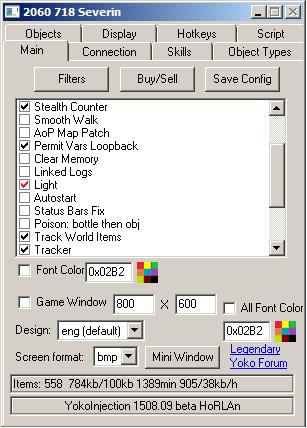 2060 718 Severin
Objects Display Hotkeys Script
Main Connection Skills Object Types
Filters Buy/Sell Save Config
Stealth Counter
Smooth Walk
AoP Map Patch
Permit Vars Loopback
Clear Memory
Linked Logs
Light
Autostart
Status Bars Fix
Poison: bottle then obj
Track World Items
Tracker
Font Color 0x02B2
Game Window 800 X 600 All Font Color
Design: eng (default) 0x02B2
Screen format: bmp Mini Window Legendary
Yoko Forum
Items: 558 784kb/100kb 1389min 905/38kb/h
YokoInjection 1508.09 beta HoRLAn